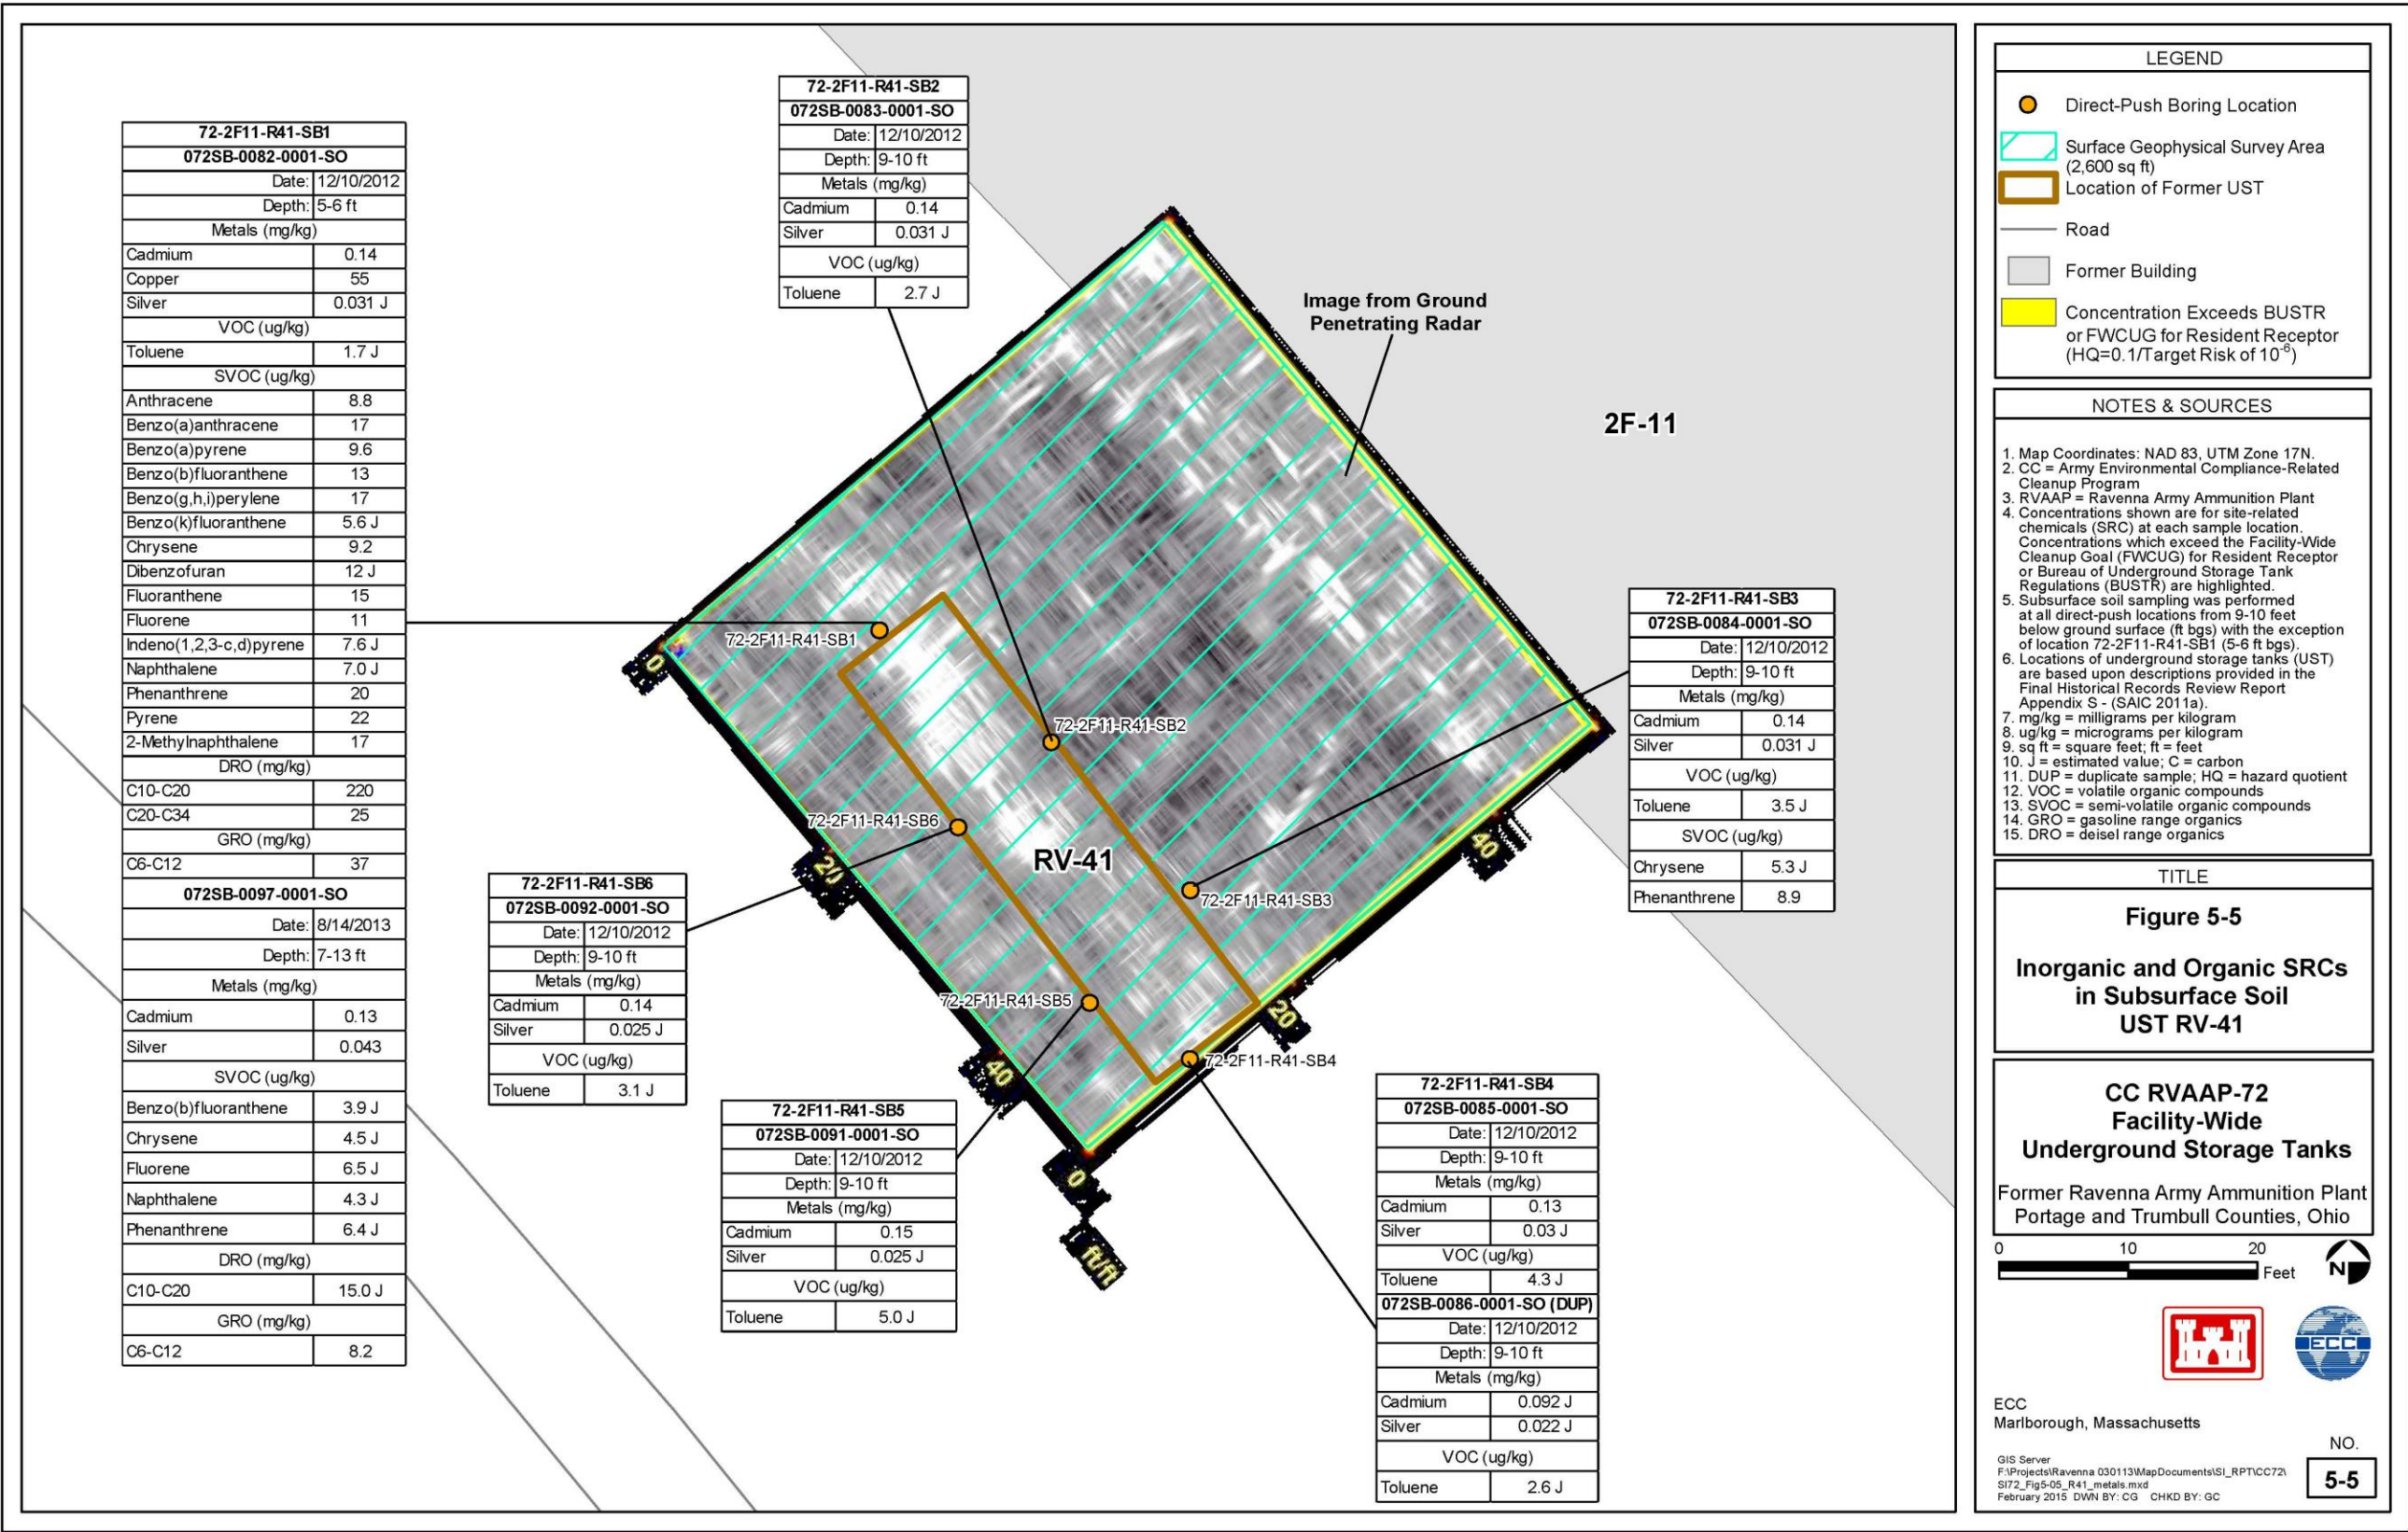 72-2F11-R41-SB1
072SB-0082-0001-SO
Date: 12/10/2012
Depth: 5-6 ft
Metals (mg/kg)
Cadmium 0.14
Copper 55
Silver 0.031 J
VOC (ug/kg)
Toluene 1.7 J
SVOC (ug/kg)
Anthracene 8.8
Benzo(a)anthracene 17
Benzo(a)pyrene 9.6
Benzo(b)fluoranthene 13
Benzo(g,h,i)perylene 17
Benzo(k)fluoranthene 5.6 J
Chrysene 9.2
Dibenzofuran 12 J
Fluoranthene 15
Fluorene 11
Indeno(1,2,3-c,d)pyrene 7.6 J
Naphthalene 7.0 J
Phenanthrene 20
Pyrene 22
2-Methylnaphthalene 17
DRO (mg/kg)
C10-C20 220
C20-C34 25
GRO (mg/kg)
C6-C12 37
072SB-0097-0001-SO
Date: 8/14/2013
Depth: 7-13 ft
Metals (mg/kg)
Cadmium 0.13
Silver 0.043
SVOC (ug/kg)
Benzo(b)fluoranthene 3.9 J
Chrysene 4.5 J
Fluorene 6.5 J
Naphthalene 4.3 J
Phenanthrene 6.4 J
DRO (mg/kg)
C10-C20 15.0 J
GRO (mg/kg)
C6-C12 8.2
72-2F11-R41-SB2
072SB-0083-0001-SO
Date: 12/10/2012
Depth: 9-10 ft
Metals (mg/kg)
Cadmium 0.14
Silver 0.031 J
VOC (ug/kg)
Toluene 2.7 J
Image from Ground
Penetrating Radar
2F-11
72-2F11-R41-SB1
72-2F11-R41-SB2
72-2F11-R41-SB6
RV-41
72-2F11-R41-SB3
72-2F11-R41-SB5
72-2F11-R41-SB4
0
20
40
0
20
40
ft/ft
72-2F11-R41-SB6
072SB-0092-0001-SO
Date: 12/10/2012
Depth: 9-10 ft
Metals (mg/kg)
Cadmium 0.14
Silver 0.025 J
VOC (ug/kg)
Toluene 3.1 J
72-2F11-R41-SB5
072SB-0091-0001-SO
Date: 12/10/2012
Depth: 9-10 ft
Metals (mg/kg)
Cadmium 0.15
Silver 0.025 J
VOC (ug/kg)
Toluene 5.0 J
72-2F11-R41-SB3
072SB-0084-0001-SO
Date: 12/10/2012
Depth: 9-10 ft
Metals (mg/kg)
Cadmium 0.14
Silver 0.031 J
VOC (ug/kg)
Toluene 3.5 J
SVOC (ug/kg)
Chrysene 5.3 J
Phenanthrene 8.9
72-2F11-R41-SB4
072SB-0085-0001-SO
Date: 12/10/2012
Depth: 9-10 ft
Metals (mg/kg)
Cadmium 0.13
Silver 0.03 J
VOC (ug/kg)
Toluene 4.3 J
072SB-0086-0001-SO (DUP)
Date: 12/10/2012
Depth: 9-10 ft
Metals (mg/kg)
Cadmium 0.092 J
Silver 0.022 J
VOC (ug/kg)
Toluene 2.6 J
LEGEND
Direct-Push Boring Location
Surface Geophysical Survey Area
(2,600 sq ft)
Location of Former UST
Road
Former Building
Concentration Exceeds BUSTR
or FWCUG for Resident Receptor
(HQ=0.1/Target Risk of 10-6)
NOTES & SOURCES
1. Map Coordinates: NAD 83, UTM Zone 17N.
2. CC = Army Environmental Compliance-Related
Cleanup Program
3. RVAAP = Ravenna Army Ammunition Plant
4. Concentrations shown are for site-related
chemicals (SRC) at each sample location.
Concentrations which exceed the Facility-Wide
Cleanup Goal (FWCUG) for Resident Receptor
or Bureau of Underground Storage Tank
Regulations (BUSTR) are highlighted.
5. Subsurface soil sampling was performed
at all direct-push locations from 9-10 feet
below ground surface (ft bgs) with the exception
of location 72-2F11-R41-SB1 (5-6 ft bgs).
6. Locations of underground storage tanks (UST)
are based upon descriptions provided in the
Final Historical Records Review Report
Appendix S - (SAIC 2011a).
7. mg/kg = milligrams per kilogram
8. ug/kg = micrograms per kilogram
9. sq ft = square feet; ft = feet
10. J = estimated value; C = carbon
11. DUP = duplicate sample; HQ = hazard quotient
12. VOC = volatile organic compounds
13. SVOC = semi-volatile organic compounds
14. GRO = gasoline range organics
15. DRO = deisel range organics
TITLE
Figure 5-5
Inorganic and Organic SRCs
in Subsurface Soil
UST RV-41
CC RVAAP-72
Facility-Wide
Underground Storage Tanks
Former Ravenna Army Ammunition Plant
Portage and Trumbull Counties, Ohio
0 10 20
Feet
N
ECC
ECC
Marlborough, Massachusetts
GIS Server
F:\Projects\Ravenna 030113\MapDocuments\SI_RPT\CC72\
SI72_Fig5-05_R41_metals.mxd
February 2015 DWN BY: CG CHKD BY: GC
NO.
5-5